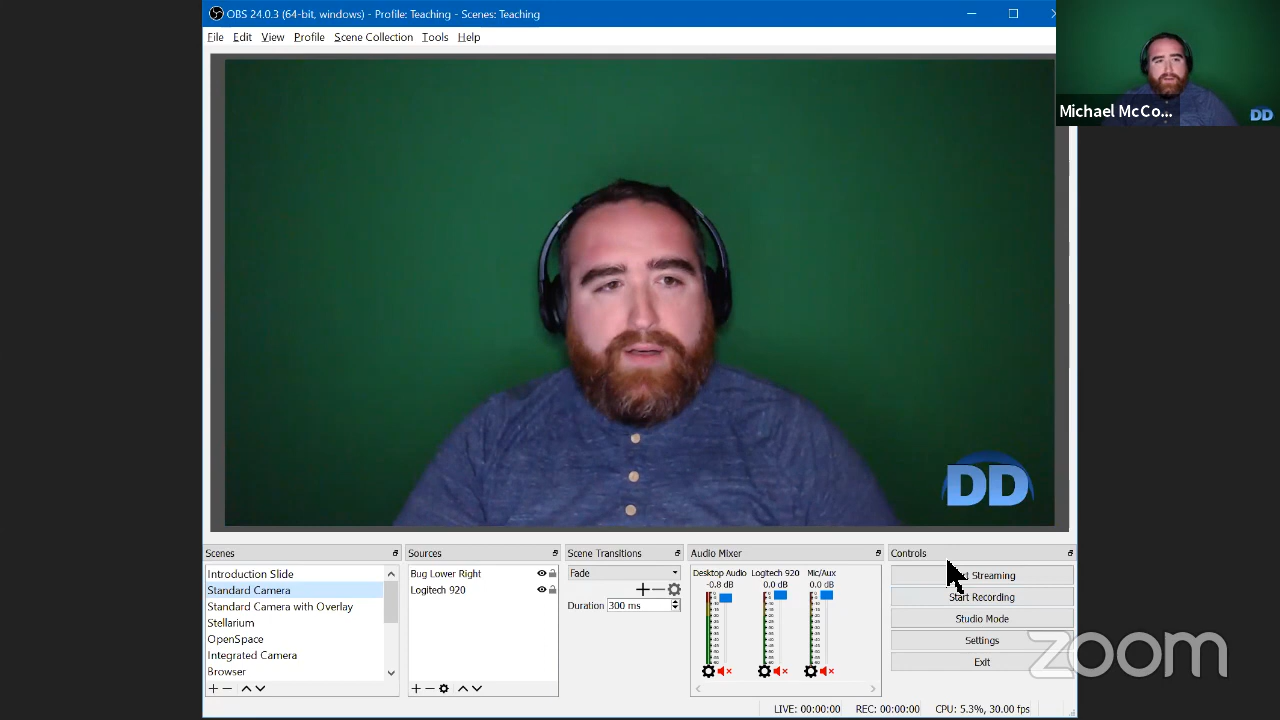 OBS 24.0.3 (64-bit, windows) - Profile: Teaching - Scenes: Teaching
File Edit View Profile Scene Collection Tools Help
Michael McCo...
DD
DD
Scenes
Sources
Scene Transitions
Audio Mixer
Controls
Introduction Slide
Standard Camera
Standard Camera with Overlay
Stellarium
OpenSpace
Integrated Camera
Browser
Bug Lower Right
Logitech 920
Fade
Duration 300 ms
Desktop Audio Logitech 920 Mic/Aux
-0.8 dB 0.0 dB 0.0 dB
Streaming
Start Recording
Studio Mode
Settings
Exit
zoom
LIVE: 00:00:00 REC: 00:00:00 CPU: 5.3%, 30.00 fps